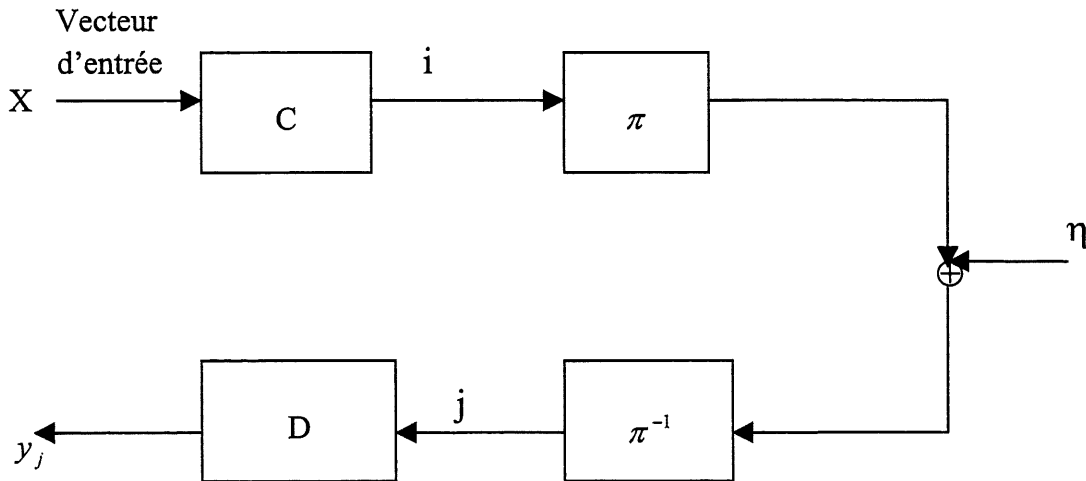 Vecteur
d'entrée
X
C
i
π
η
⊕
D
j
π⁻¹
y_j